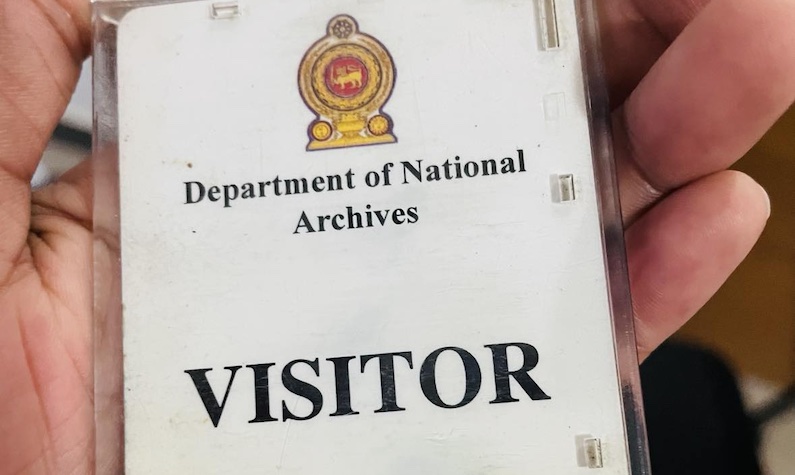 Department of National
Archives
VISITOR